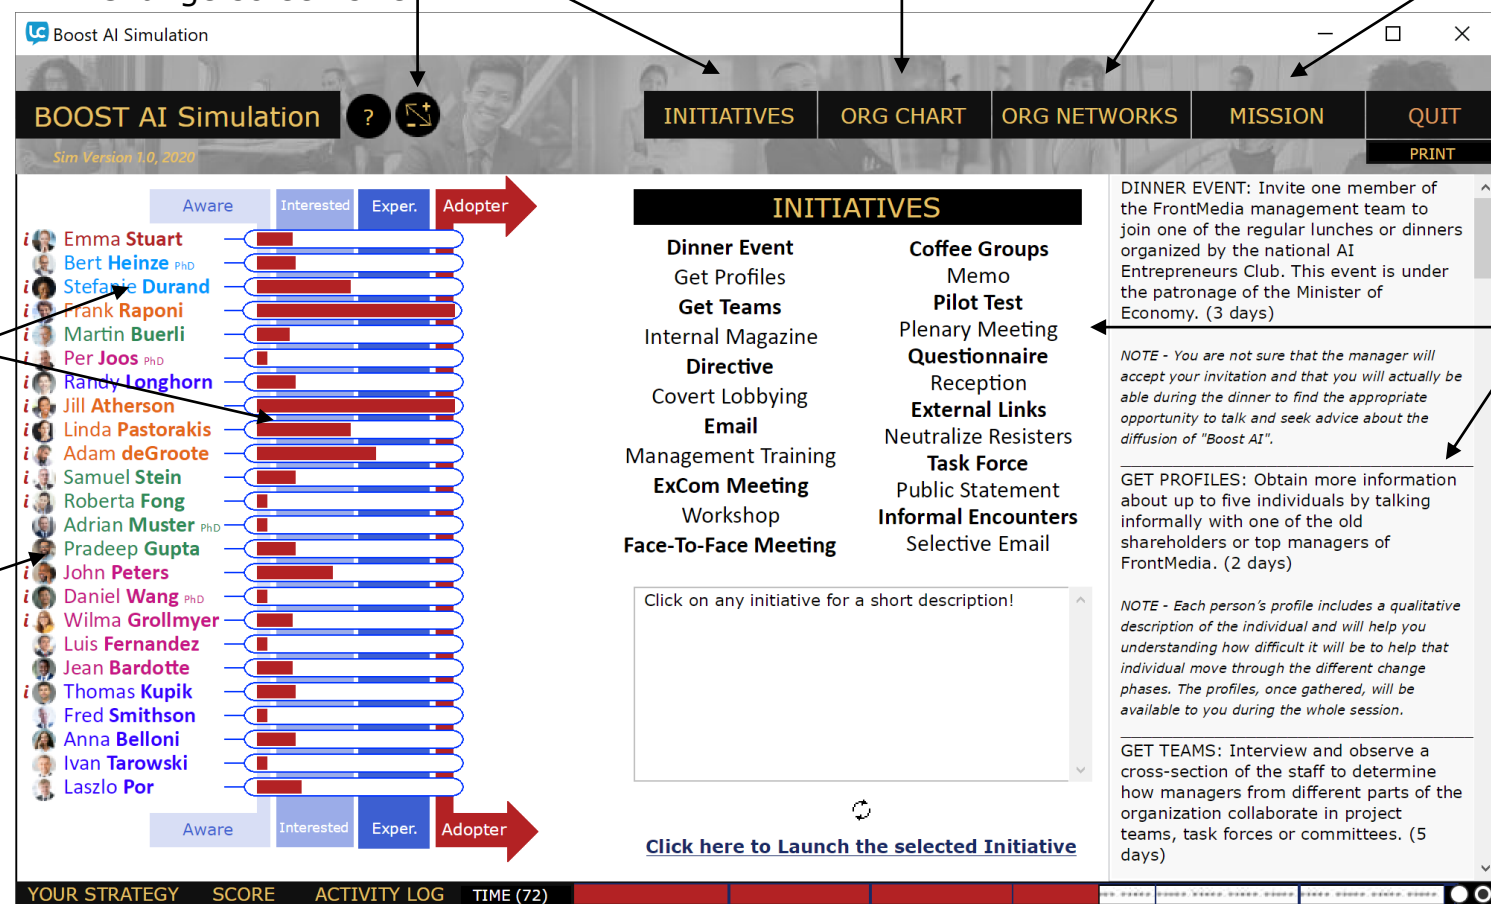 Boost AI Simulation
BOOST AI Simulation
?
INITIATIVES
ORG CHART
ORG NETWORKS
MISSION
QUIT
PRINT
Sim Version 1.0, 2020
Aware
Interested
Exper.
Adopter
i Emma Stuart
Bert Heinze PhD
i Stefanie Durand
i Frank Raponi
i Martin Buerli
i Per Joos PhD
i Randy Longhorn
i Jill Atherson
i Linda Pastorakis
i Adam deGroote
i Samuel Stein
i Roberta Fong
Adrian Muster PhD
Pradeep Gupta
i John Peters
i Daniel Wang PhD
i Wilma Grollmyer
Luis Fernandez
Jean Bardotte
i Thomas Kupik
Fred Smithson
Anna Belloni
Ivan Tarowski
Laszlo Por
Aware
Interested
Exper.
Adopter
INITIATIVES
Dinner Event
Get Profiles
Get Teams
Internal Magazine
Directive
Covert Lobbying
Email
Management Training
ExCom Meeting
Workshop
Face-To-Face Meeting
Coffee Groups
Memo
Pilot Test
Plenary Meeting
Questionnaire
Reception
External Links
Neutralize Resisters
Task Force
Public Statement
Informal Encounters
Selective Email
Click on any initiative for a short description!
Click here to Launch the selected Initiative
DINNER EVENT: Invite one member of
the FrontMedia management team to
join one of the regular lunches or dinners
organized by the national AI
Entrepreneurs Club. This event is under
the patronage of the Minister of
Economy. (3 days)
NOTE - You are not sure that the manager will
accept your invitation and that you will actually be
able during the dinner to find the appropriate
opportunity to talk and seek advice about the
diffusion of "Boost AI".
GET PROFILES: Obtain more information
about up to five individuals by talking
informally with one of the old
shareholders or top managers of
FrontMedia. (2 days)
NOTE - Each person's profile includes a qualitative
description of the individual and will help you
understanding how difficult it will be to help that
individual move through the different change
phases. The profiles, once gathered, will be
available to you during the whole session.
GET TEAMS: Interview and observe a
cross-section of the staff to determine
how managers from different parts of the
organization collaborate in project
teams, task forces or committees. (5
days)
YOUR STRATEGY
SCORE
ACTIVITY LOG
TIME (72)